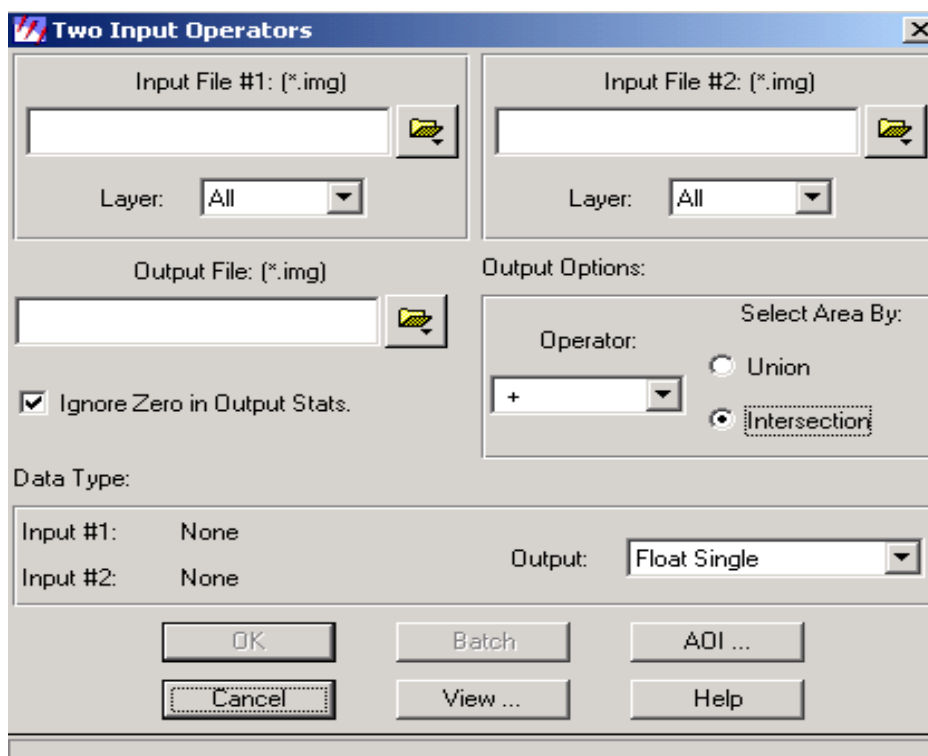 Two Input Operators
Input File #1: (*.img)
Input File #2: (*.img)
Layer: All
Layer: All
Output File: (*.img)
Output Options:
Select Area By:
Operator:
Union
+
Ignore Zero in Output Stats.
Intersection
Data Type:
Input #1: None
Output: Float Single
Input #2: None
OK
Batch
AOI ...
Cancel
View ...
Help